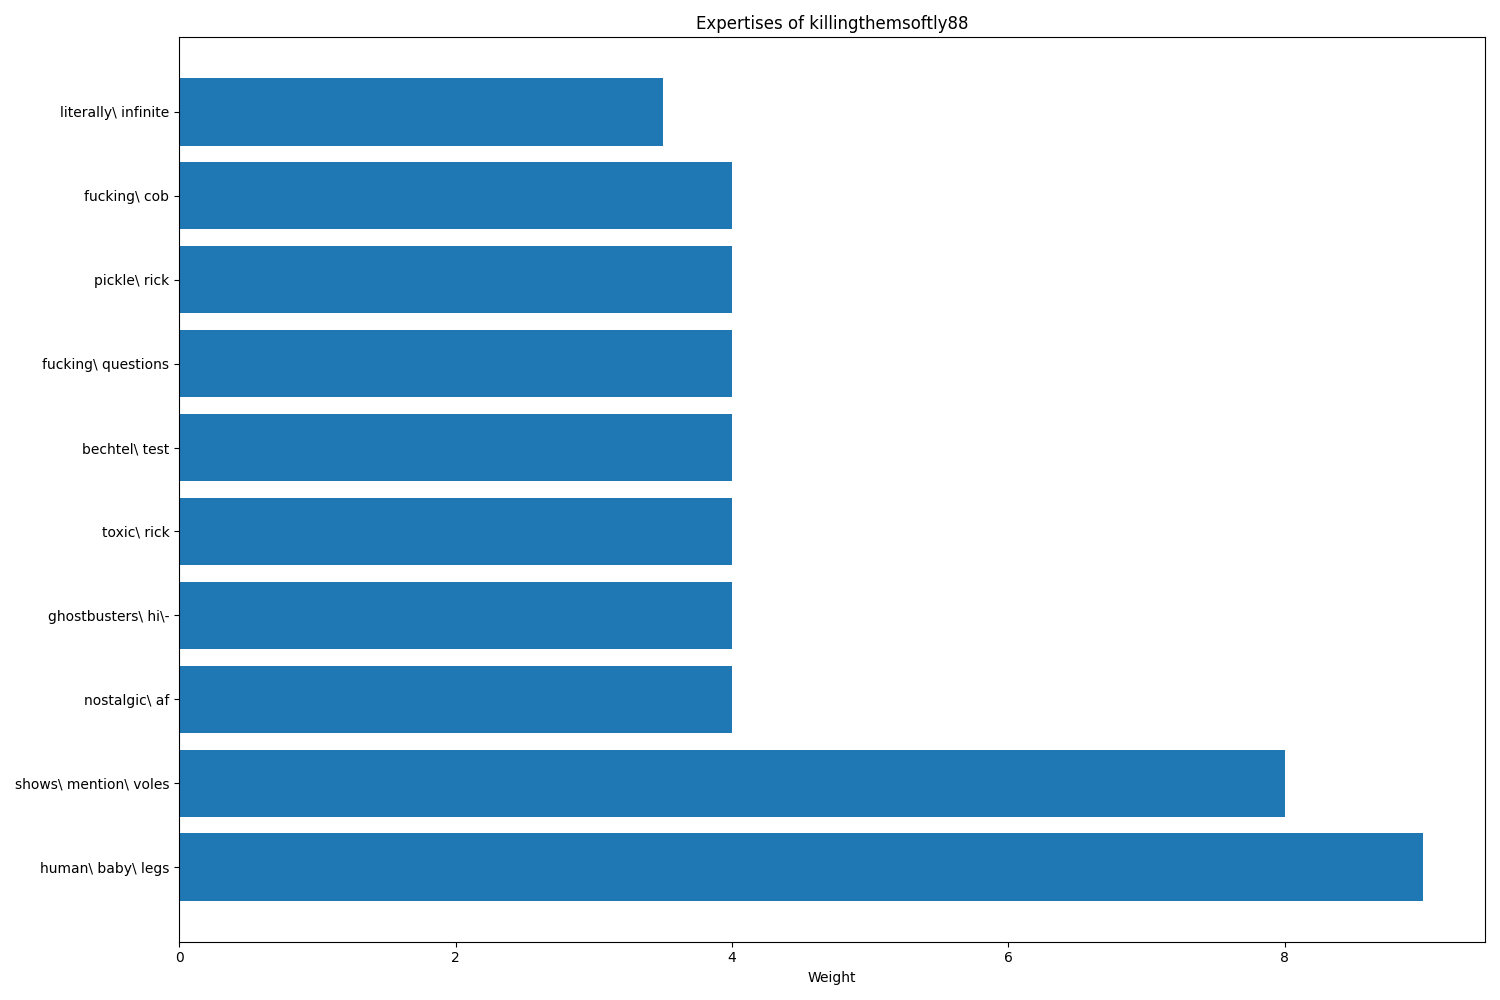 Expertises of killingthemsoftly88
literally\ infinite
fucking\ cob
pickle\ rick
fucking\ questions
bechtel\ test
toxic\ rick
ghostbusters\ hi\-
nostalgic\ af
shows\ mention\ voles
human\ baby\ legs
0 2 4 6 8
Weight